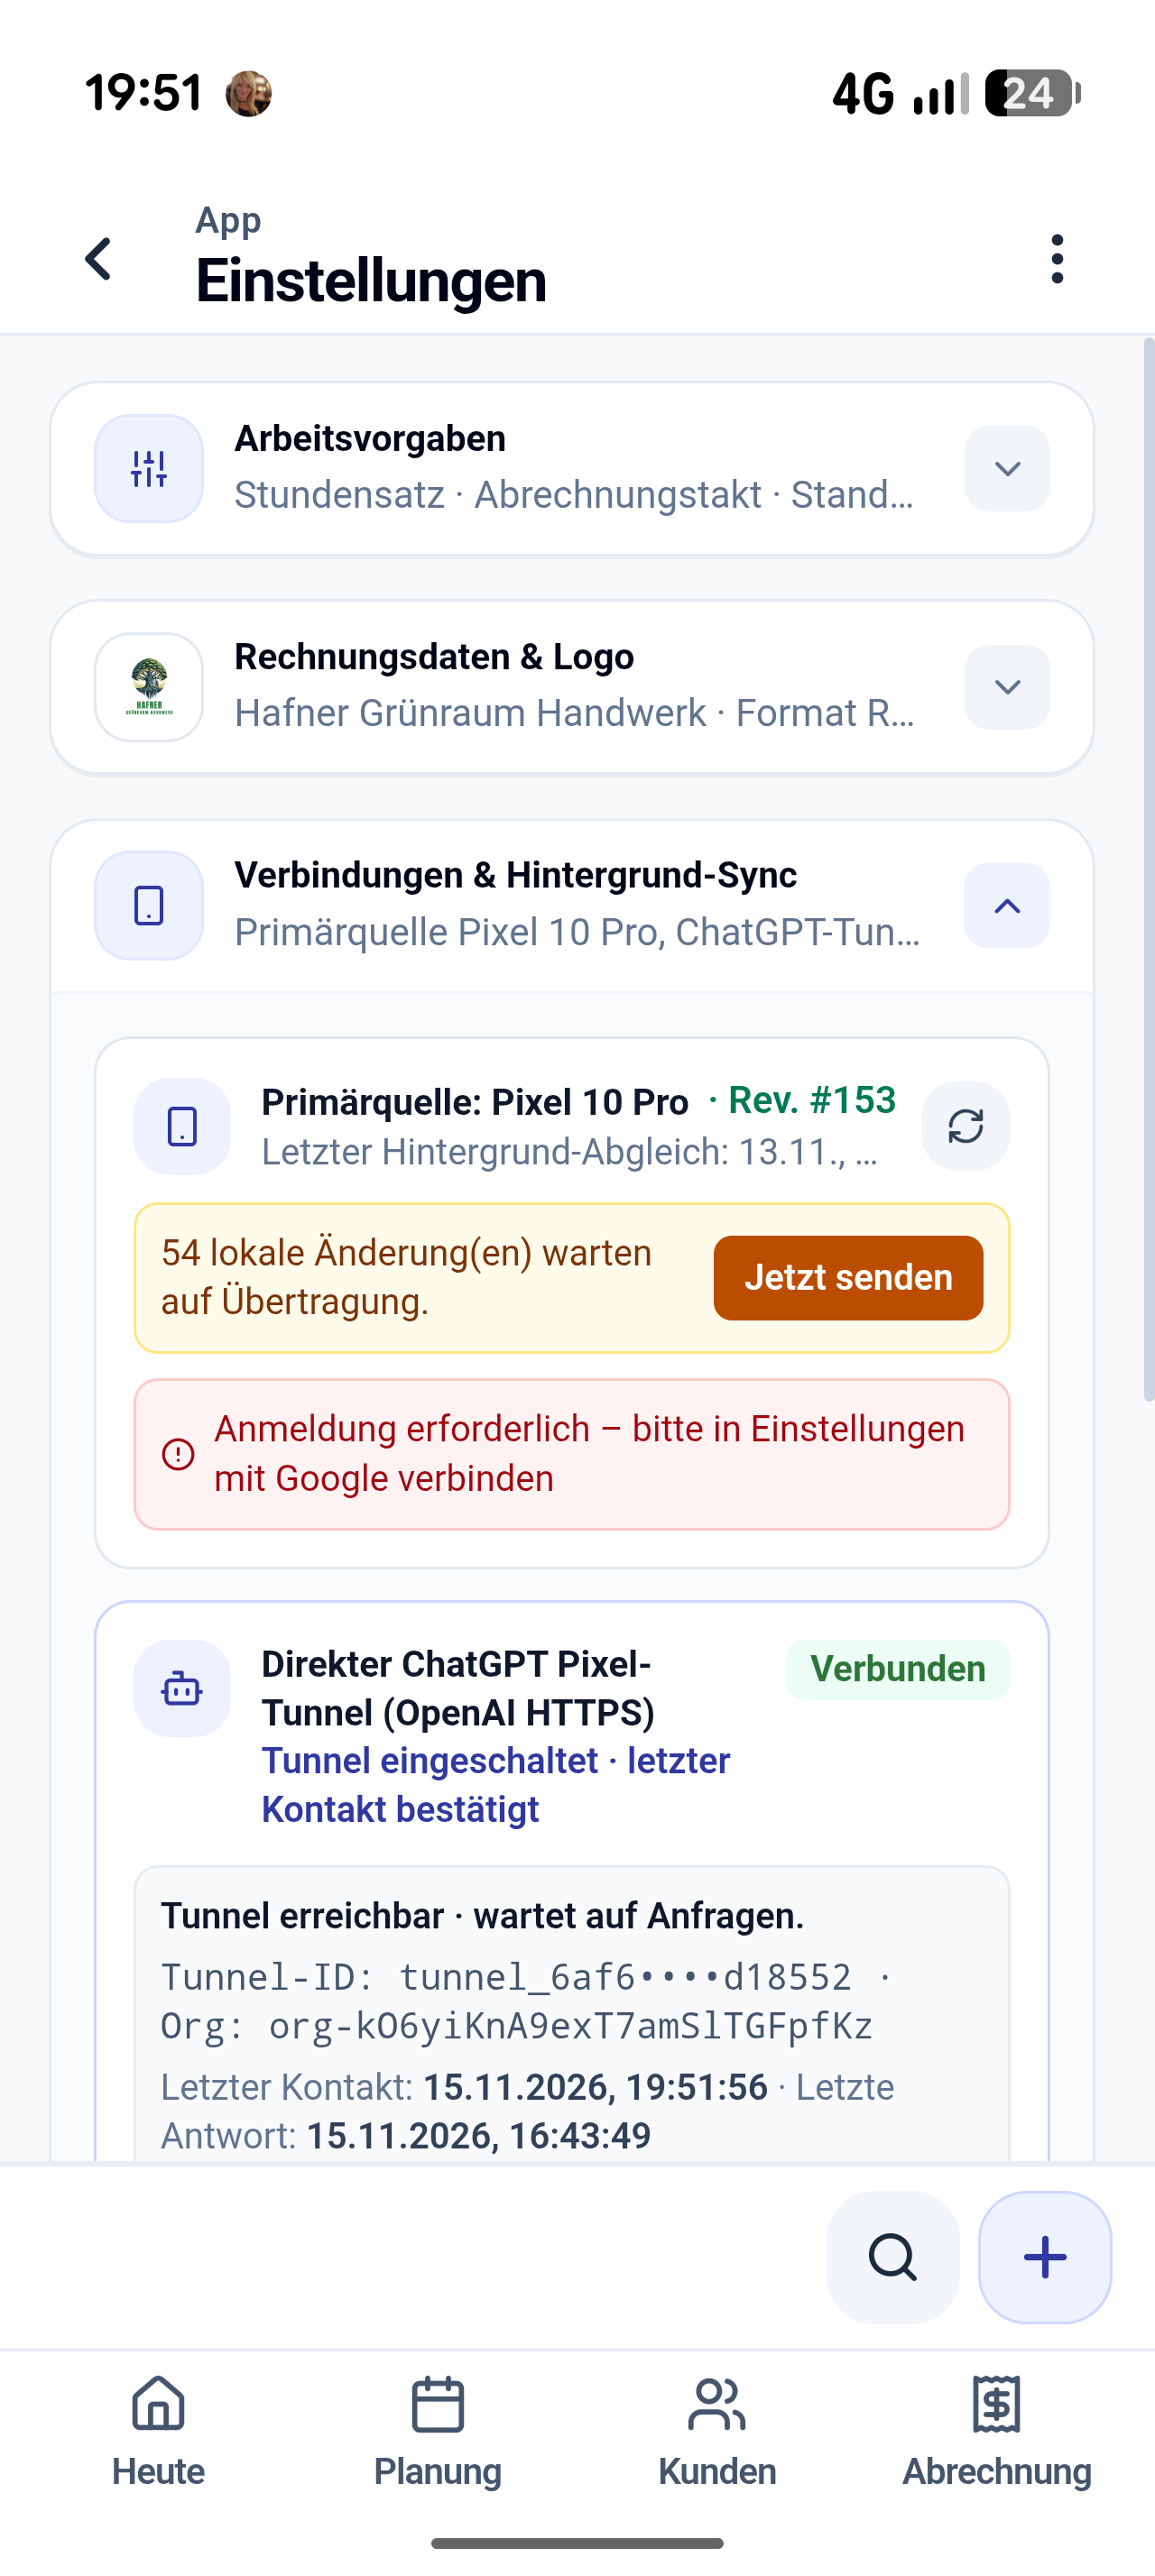 19:51
4G
24
App
Einstellungen
Arbeitsvorgaben
Stundensatz · Abrechnungstakt · Stand...
HAFNER
Rechnungsdaten & Logo
Hafner Grünraum Handwerk · Format R...
Verbindungen & Hintergrund-Sync
Primärquelle Pixel 10 Pro, ChatGPT-Tun...
Primärquelle: Pixel 10 Pro · Rev. #153
Letzter Hintergrund-Abgleich: 13.11., ...
54 lokale Änderung(en) warten
auf Übertragung.
Jetzt senden
Anmeldung erforderlich – bitte in Einstellungen
mit Google verbinden
Direkter ChatGPT Pixel-
Tunnel (OpenAI HTTPS)
Verbunden
Tunnel eingeschaltet · letzter
Kontakt bestätigt
Tunnel erreichbar · wartet auf Anfragen.
Tunnel-ID: tunnel_6af6••••d18552 ·
Org: org-kO6yiKnA9exT7amSlTGFpfKz
Letzter Kontakt: 15.11.2026, 19:51:56 · Letzte
Antwort: 15.11.2026, 16:43:49
Heute
Planung
Kunden
Abrechnung